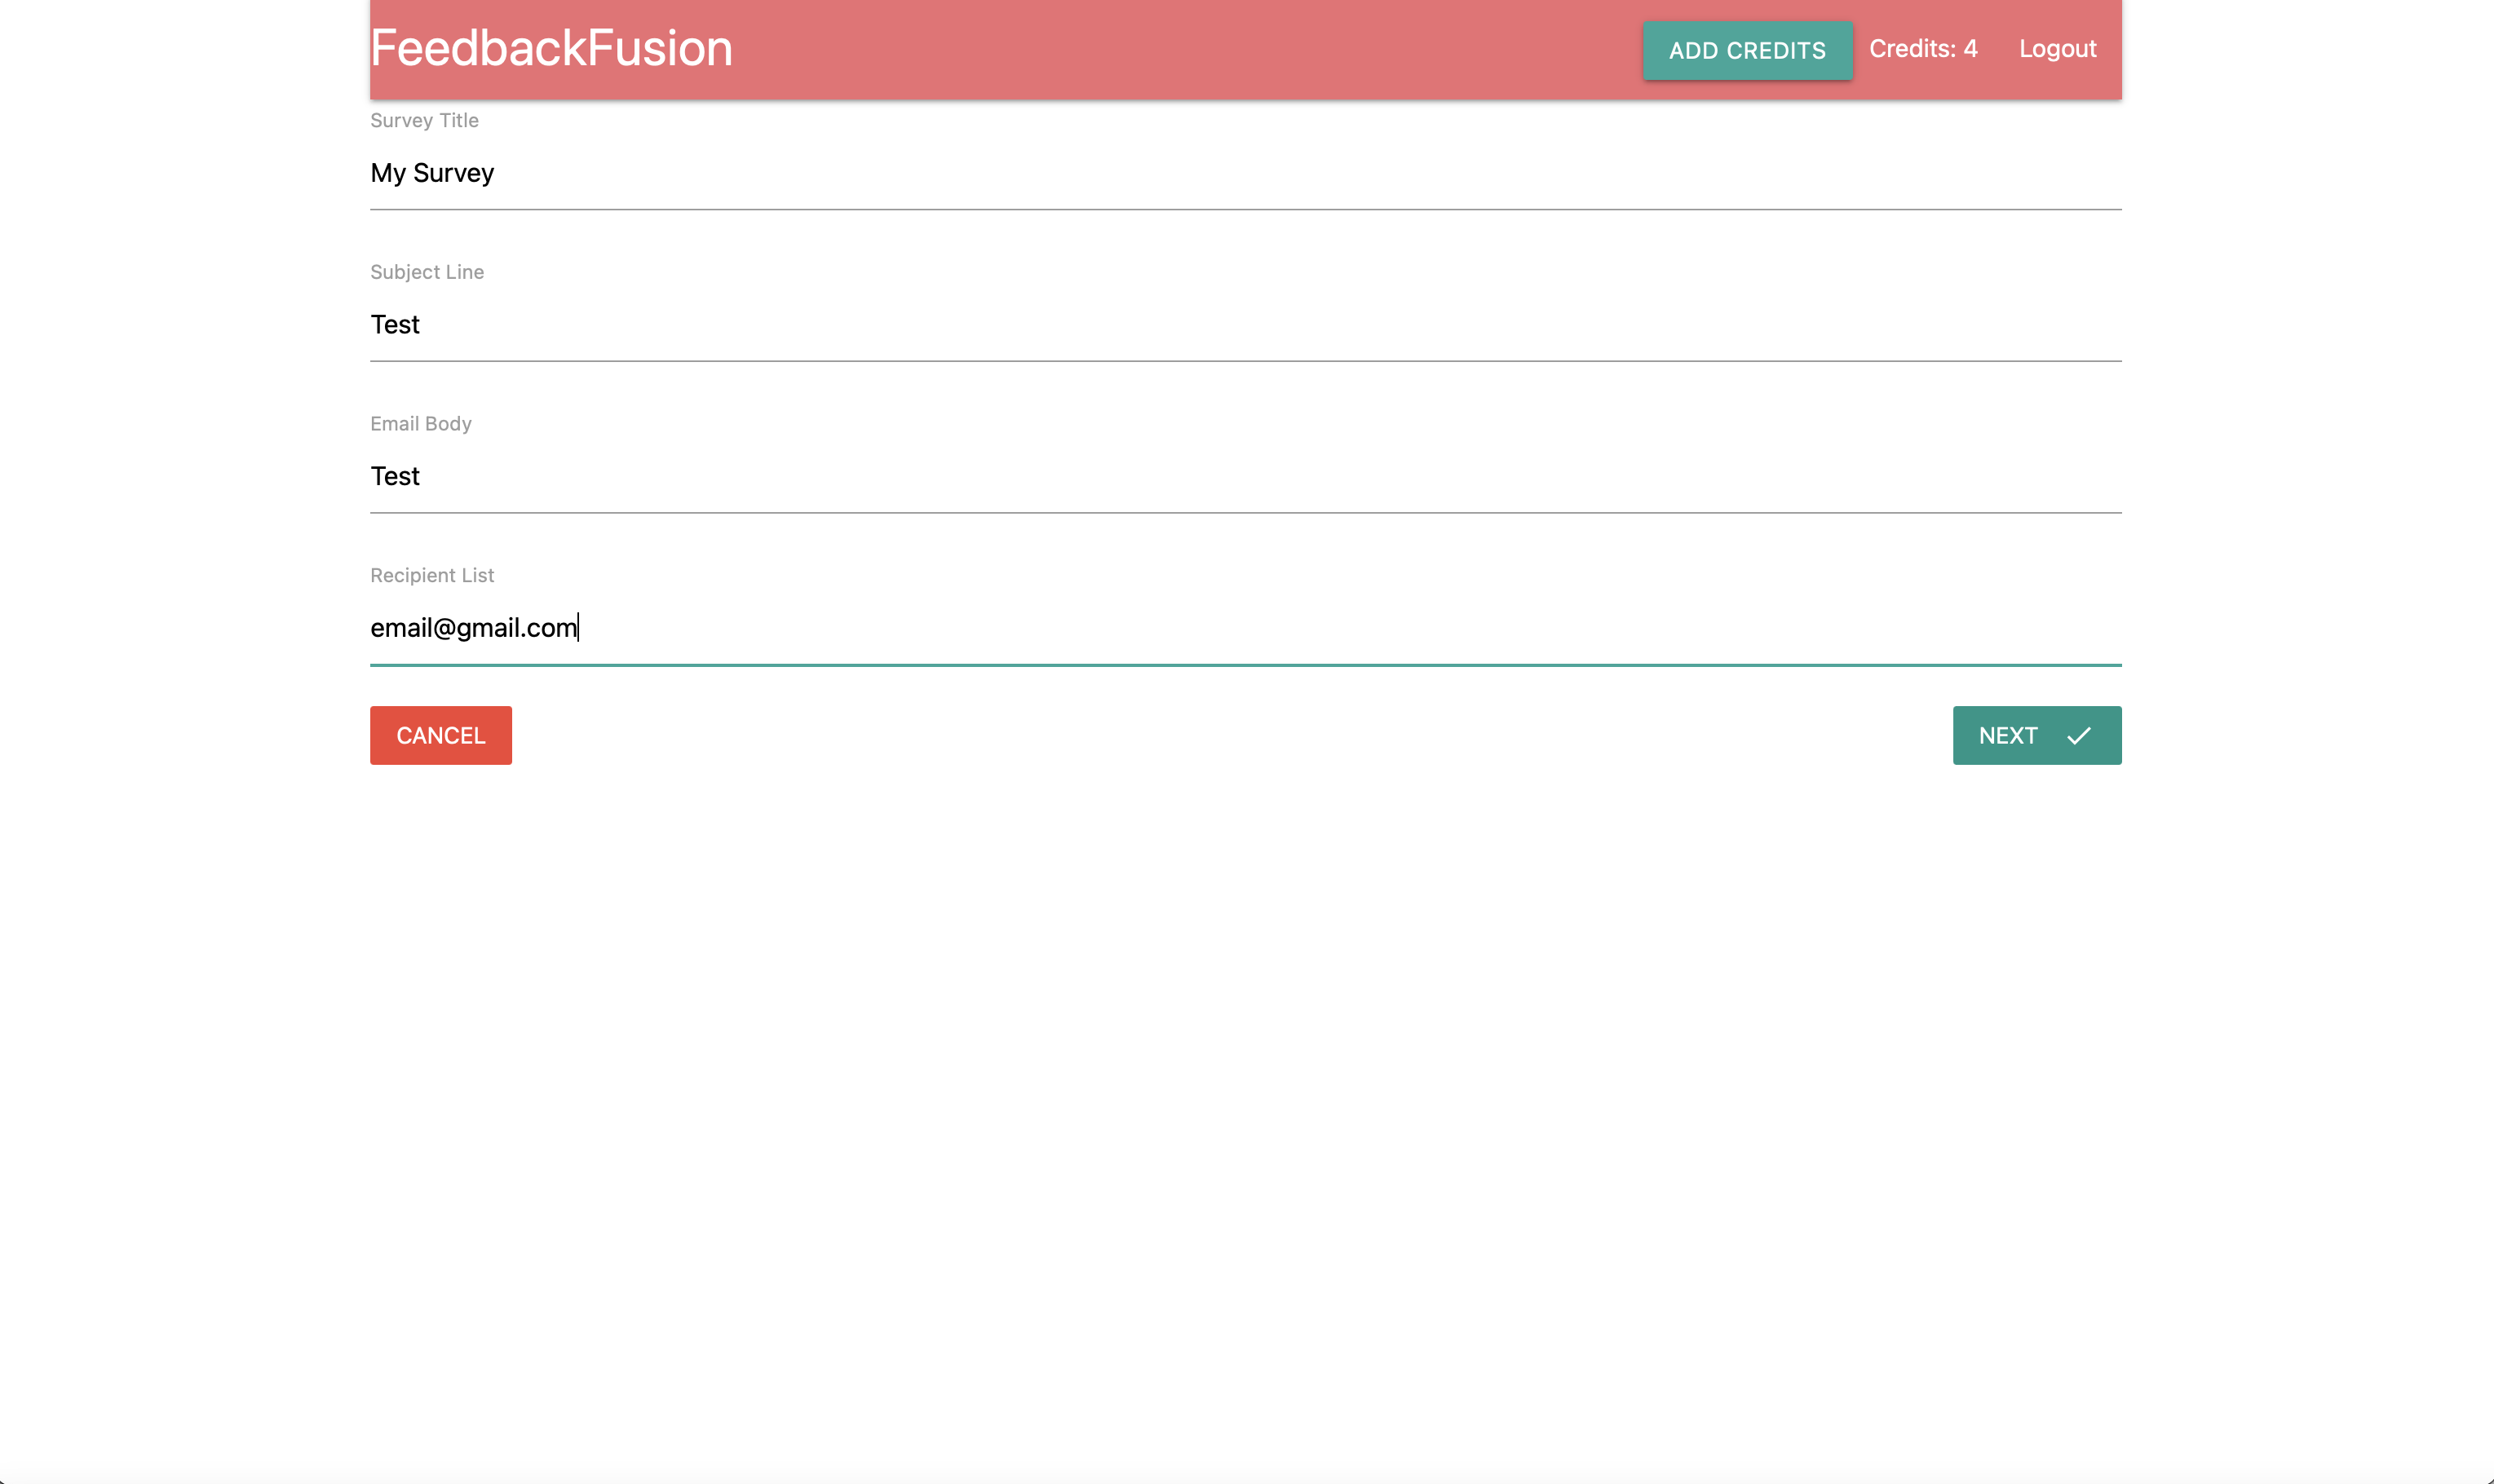 FeedbackFusion ADD CREDITS Credits: 4 Logout
Survey Title
My Survey
Subject Line
Test
Email Body
Test
Recipient List
email@gmail.com
CANCEL NEXT